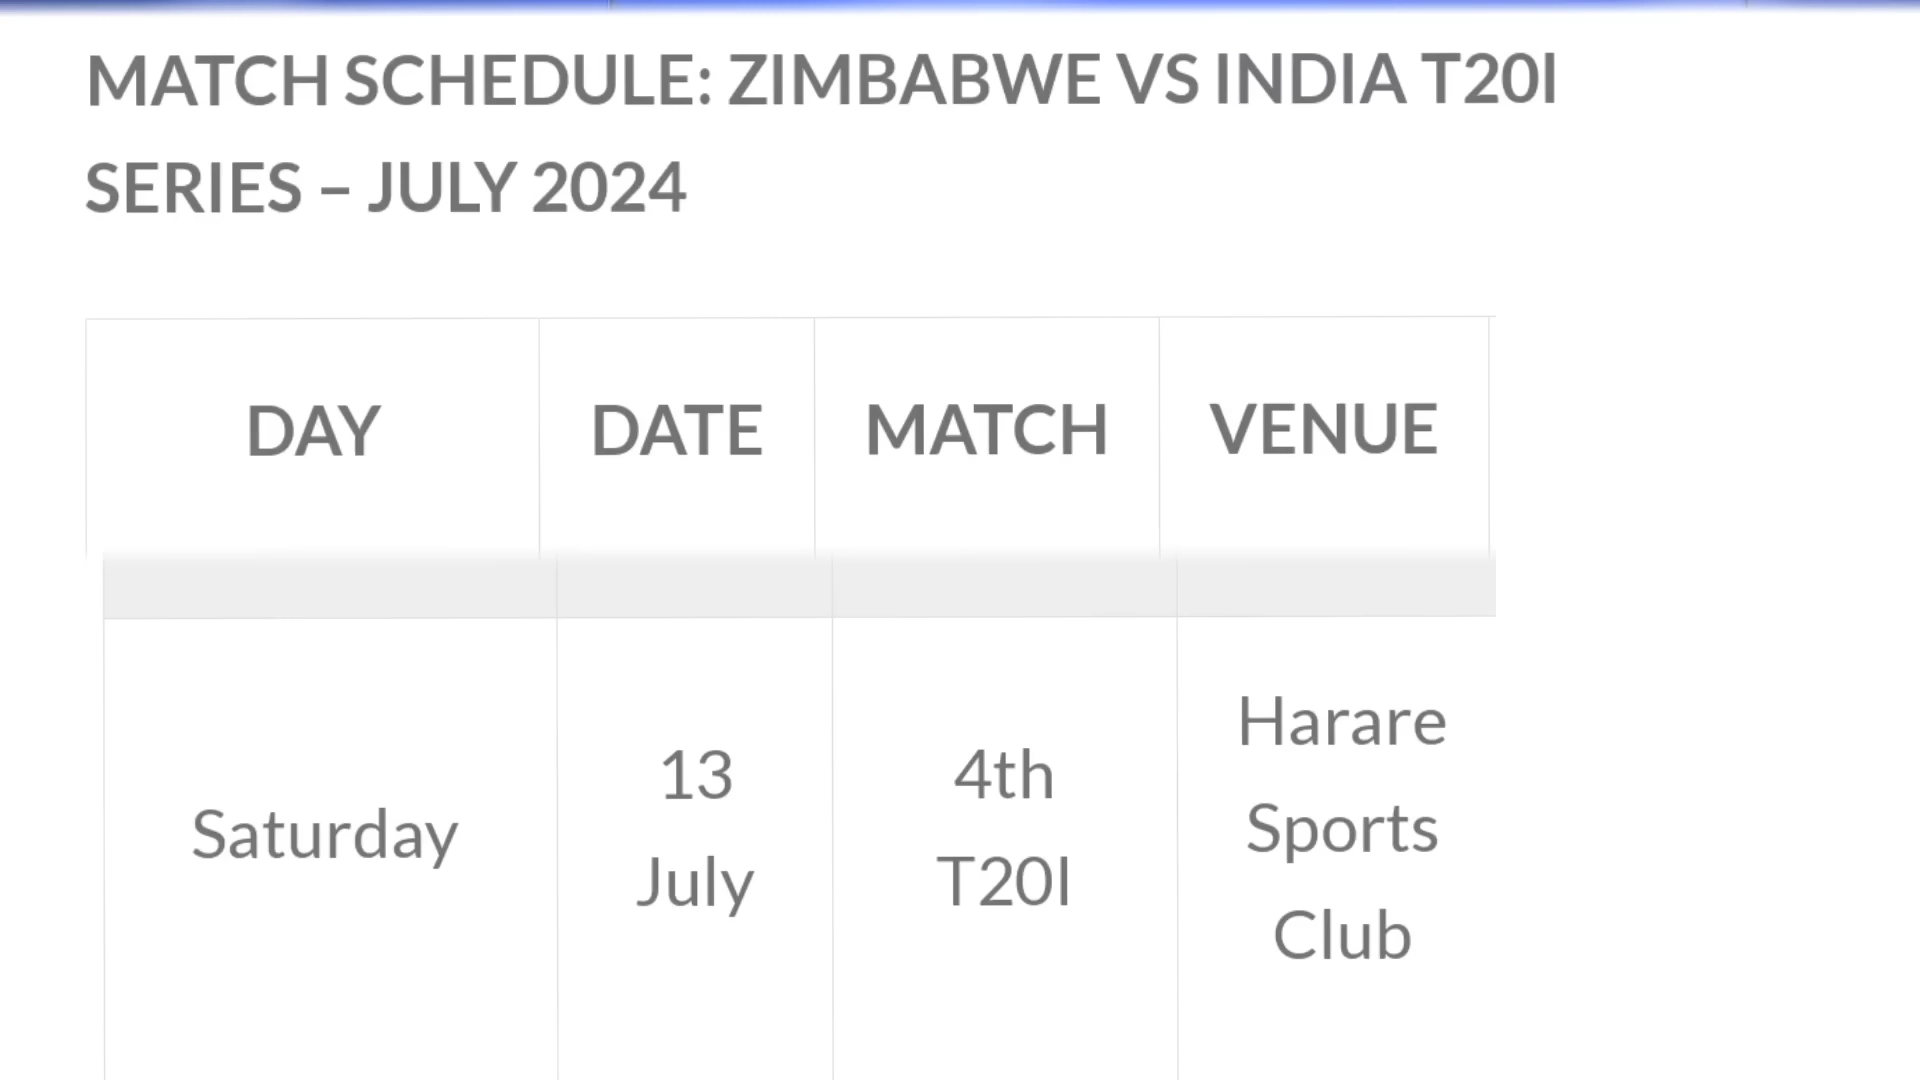 MATCH SCHEDULE: ZIMBABWE VS INDIA T20I
SERIES – JULY 2024
DAY DATE MATCH VENUE
Saturday
13
July
4th
T20I
Harare
Sports
Club